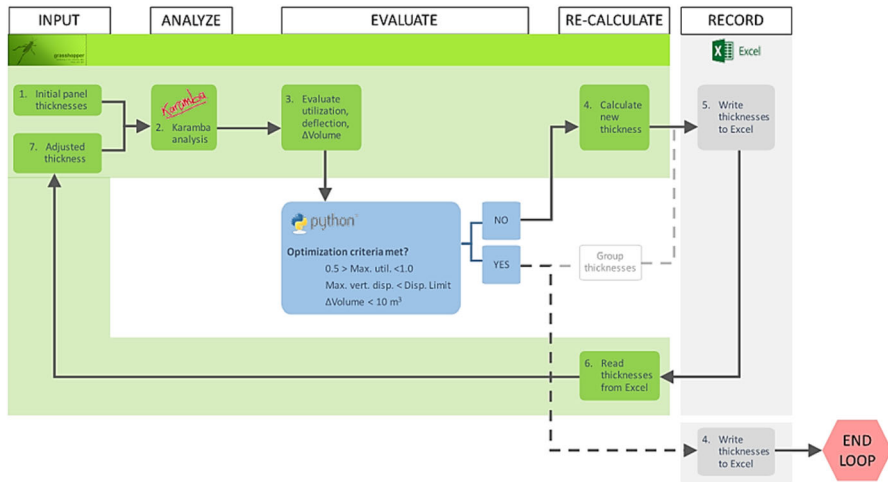 INPUT
ANALYZE
EVALUATE
RE-CALCULATE
RECORD
grasshopper
Excel
1. Initial panel
thicknesses
7. Adjusted
thickness
Karamba
2. Karamba
analysis
3. Evaluate
utilization,
deflection,
ΔVolume
4. Calculate
new
thickness
5. Write
thicknesses
to Excel
python
Optimization criteria met?
0.5 > Max. util. <1.0
Max. vert. disp. < Disp. Limit
ΔVolume < 10 m³
NO
YES
Group
thicknesses
6. Read
thicknesses
from Excel
4. Write
thicknesses
to Excel
END
LOOP